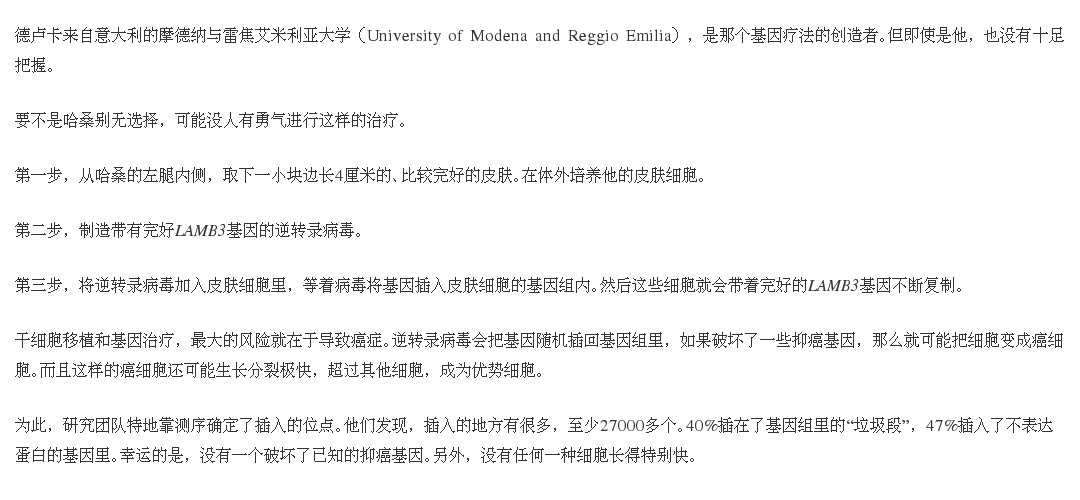 德卢卡来自意大利的摩德纳与雷焦艾米利亚大学（University of Modena and Reggio Emilia），是那个基因疗法的创造者。但即使是他，也没有十足
把握。
要不是哈桑别无选择，可能没人有勇气进行这样的治疗。
第一步，从哈桑的左腿内侧，取下一小块边长4厘米的、比较完好的皮肤。在体外培养他的皮肤细胞。
第二步，制造带有完好LAMB3基因的逆转录病毒。
第三步，将逆转录病毒加入皮肤细胞里，等着病毒将基因插入皮肤细胞的基因组内。然后这些细胞就会带着完好的LAMB3基因不断复制。
干细胞移植和基因治疗，最大的风险就在于导致癌症。逆转录病毒会把基因随机插回基因组里，如果破坏了一些抑癌基因，那么就可能把细胞变成癌细
胞。而且这样的癌细胞还可能生长分裂极快，超过其他细胞，成为优势细胞。
为此，研究团队特地靠测序确定了插入的位点。他们发现，插入的地方有很多，至少27000多个。40%插在了基因组里的“垃圾段”，47%插入了不表达
蛋白的基因里。幸运的是，没有一个破坏了已知的抑癌基因。另外，没有任何一种细胞长得特别快。